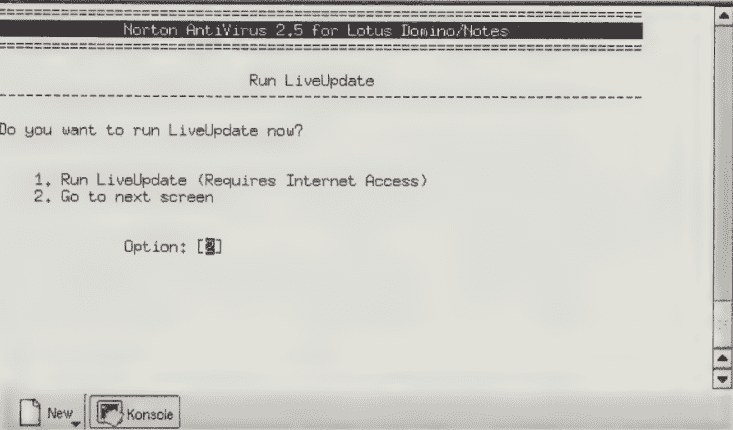 Norton AntiVirus 2.5 for Lotus Domino/Notes
Run LiveUpdate
Do you want to run LiveUpdate now?
1. Run LiveUpdate (Requires Internet Access)
2. Go to next screen
Option: [2]
New
Konsole